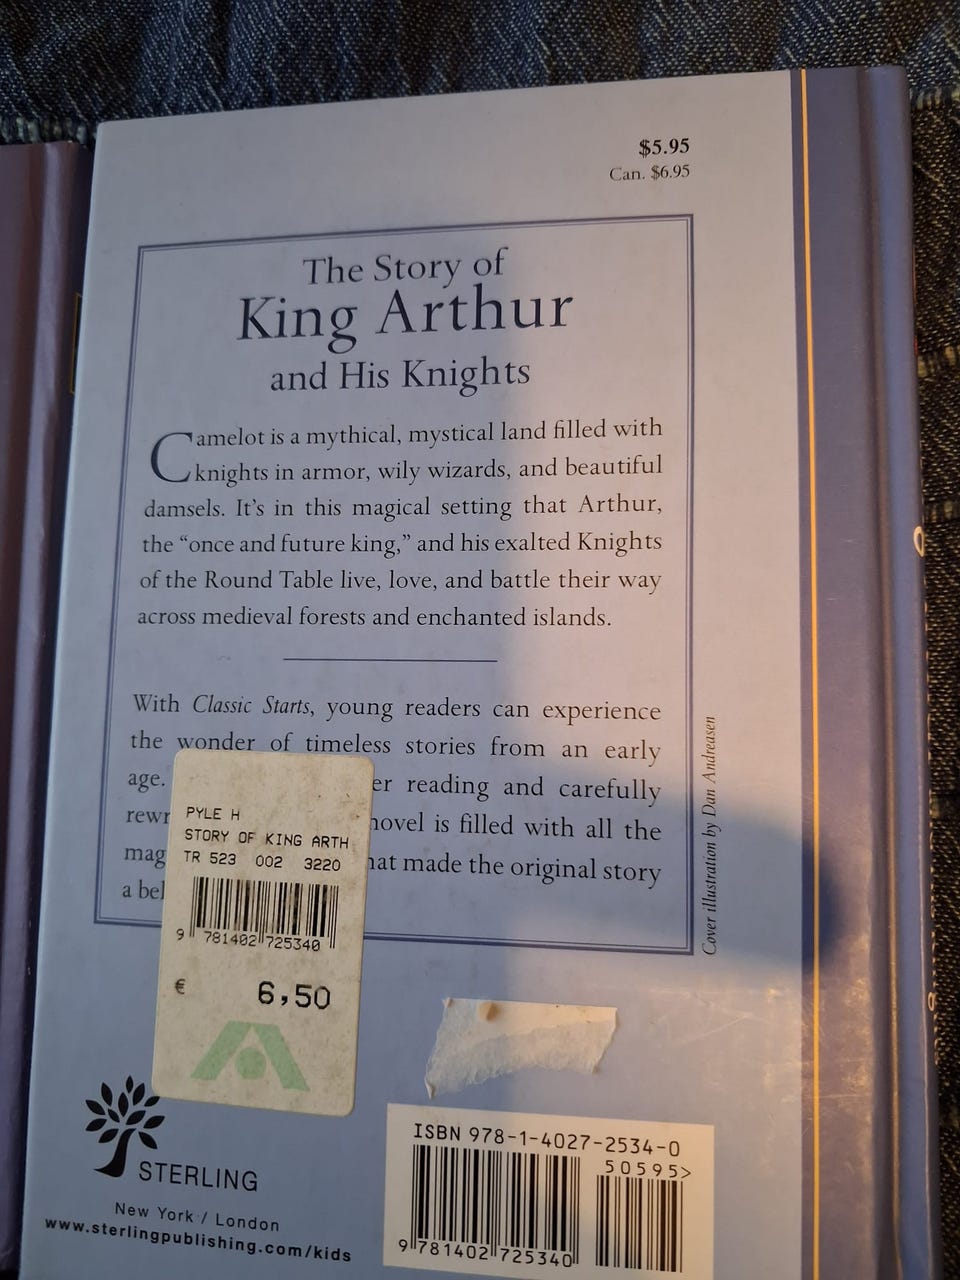 $5.95
Can. $6.95
The Story of
King Arthur
and His Knights
Camelot is a mythical, mystical land filled with
knights in armor, wily wizards, and beautiful
damsels. It's in this magical setting that Arthur,
the “once and future king,” and his exalted Knights
of the Round Table live, love, and battle their way
across medieval forests and enchanted islands.
With Classic Starts, young readers can experience
the wonder of timeless stories from an early
age. er reading and carefully
rewr novel is filled with all the
mag hat made the original story
a bel
Cover illustration by Dan Andreasen
PYLE H
STORY OF KING ARTH
TR 523 002 3220
9 781402 725340
€ 6,50
STERLING
New York / London
www.sterlingpublishing.com/kids
ISBN 978-1-4027-2534-0
50595>
9 781402 725340